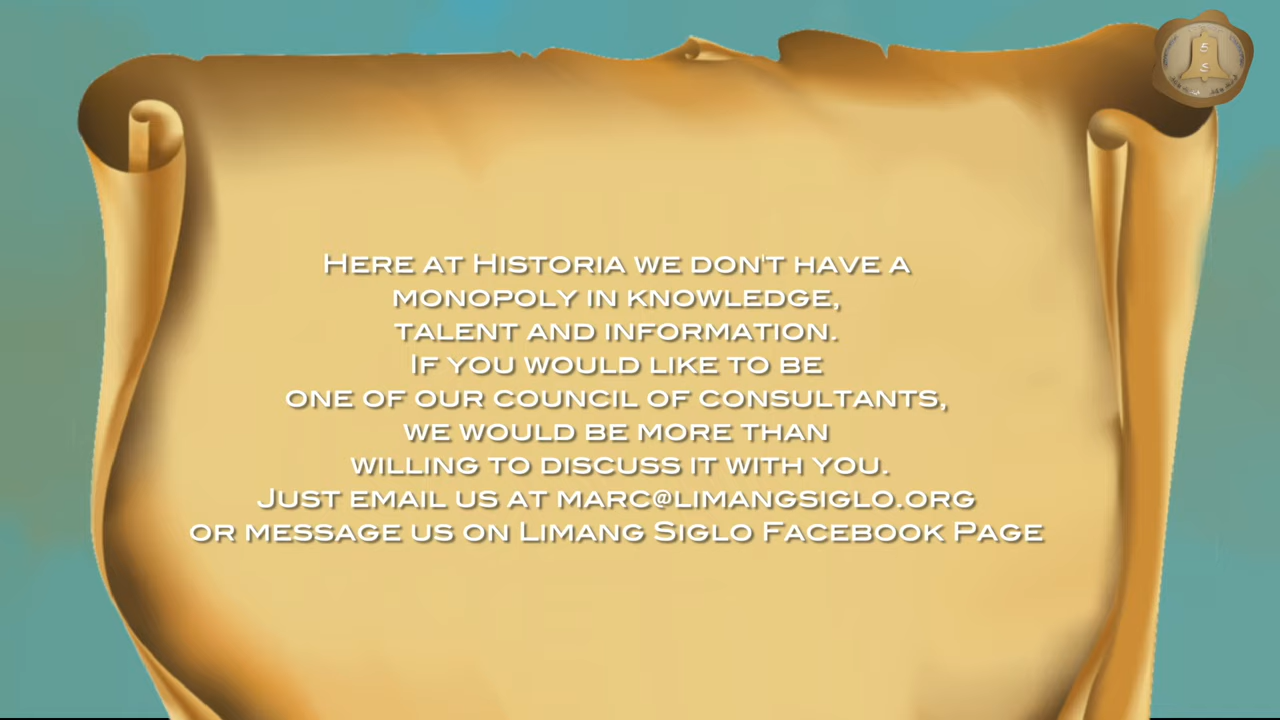 Here at Historia we don't have a
monopoly in knowledge,
talent and information.
If you would like to be
one of our council of consultants,
we would be more than
willing to discuss it with you.
Just email us at marc@limangsiglo.org
or message us on Limang Siglo Facebook Page
5
S